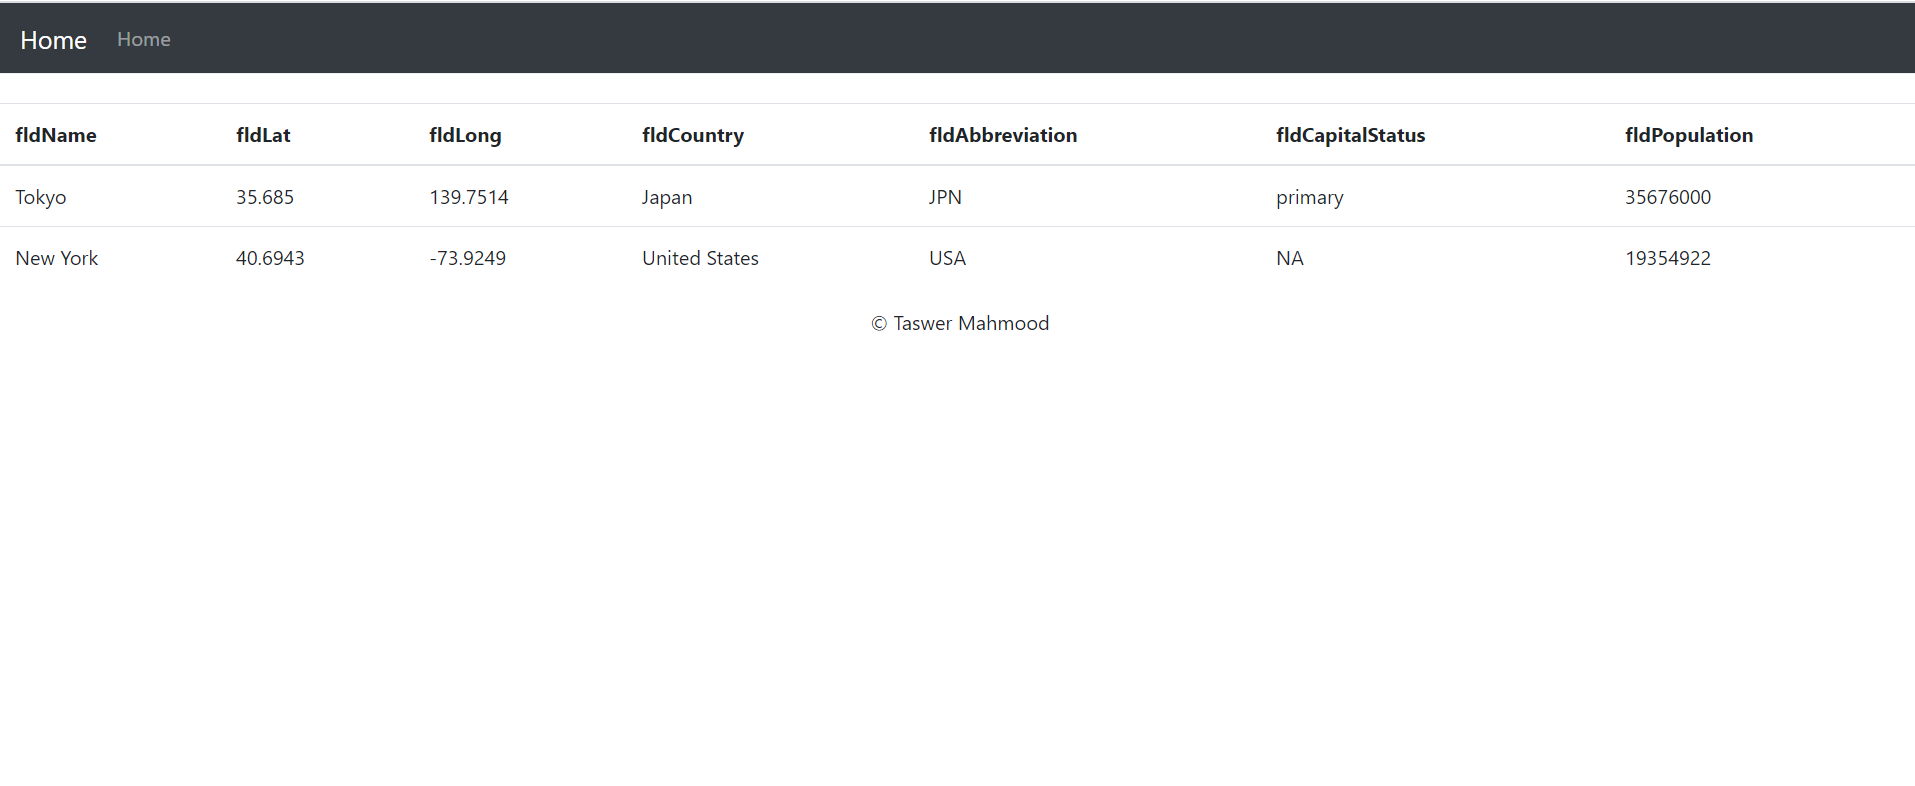 Home Home
fldName fldLat fldLong fldCountry fldAbbreviation fldCapitalStatus fldPopulation
Tokyo 35.685 139.7514 Japan JPN primary 35676000
New York 40.6943 -73.9249 United States USA NA 19354922
© Taswer Mahmood